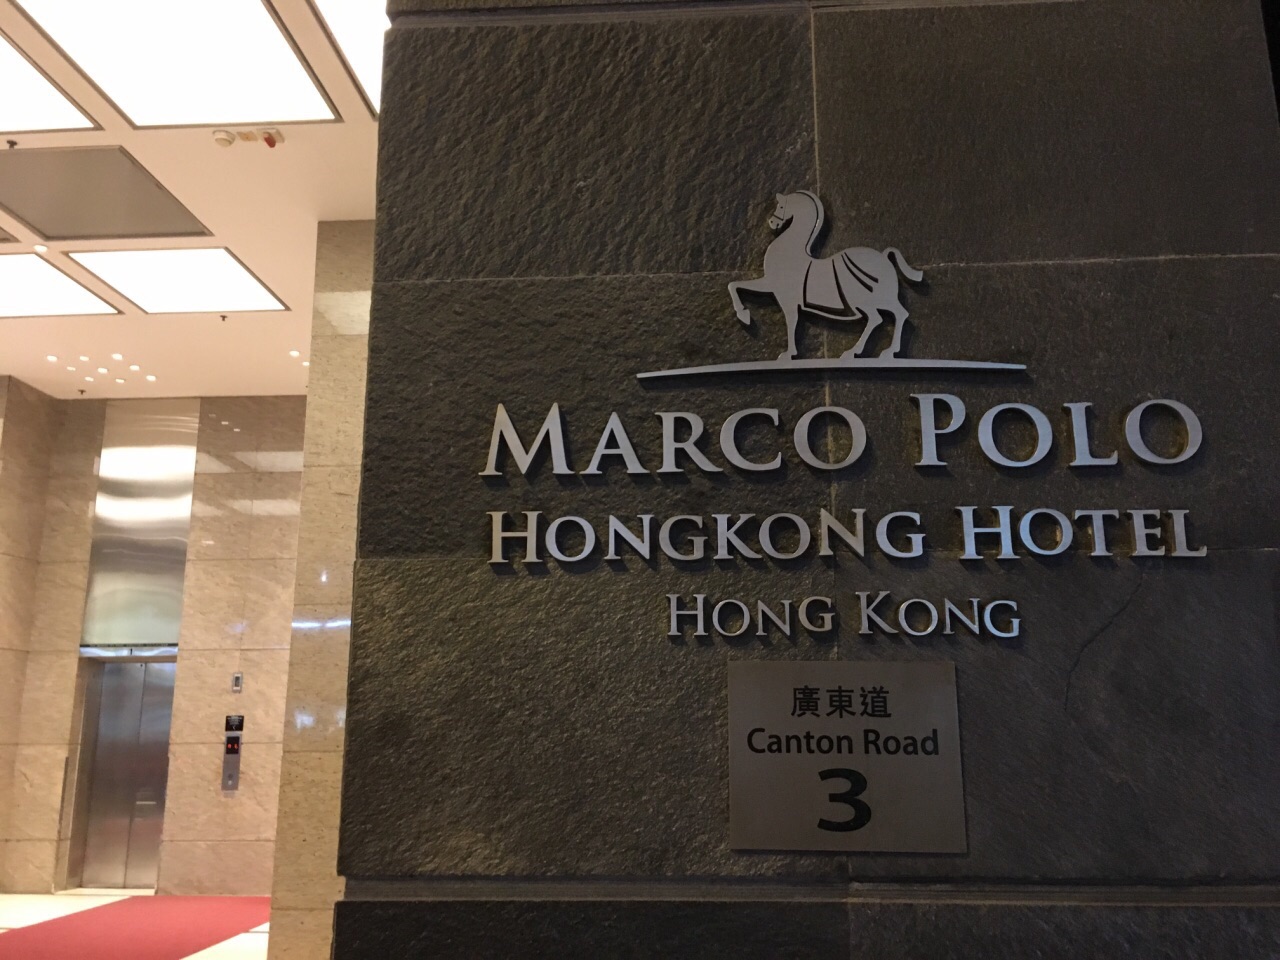 MARCO POLO
HONGKONG HOTEL
HONG KONG
廣東道
Canton Road
3